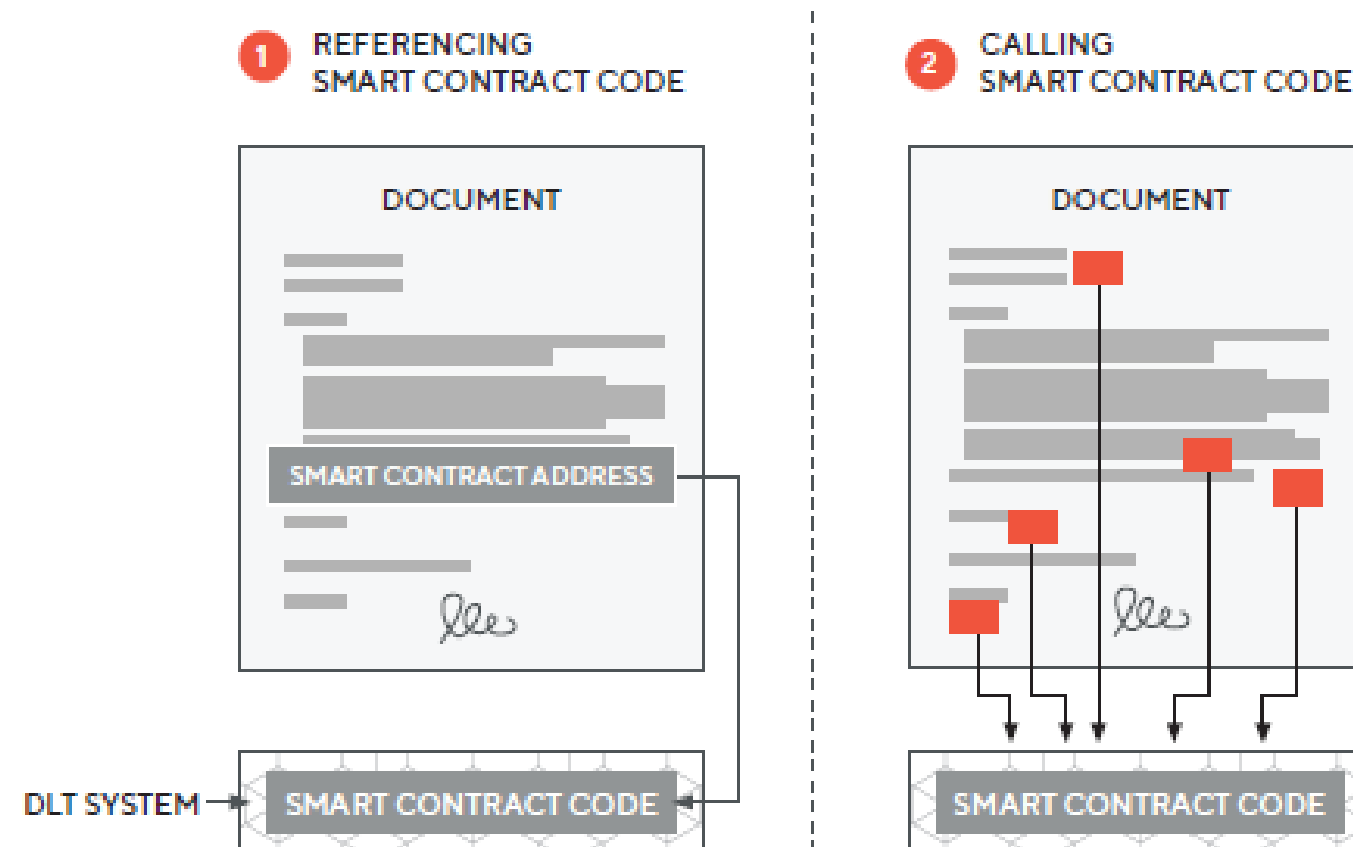 1
REFERENCING
SMART CONTRACT CODE
DOCUMENT
SMART CONTRACT ADDRESS
DLT SYSTEM
SMART CONTRACT CODE
2
CALLING
SMART CONTRACT CODE
DOCUMENT
SMART CONTRACT CODE